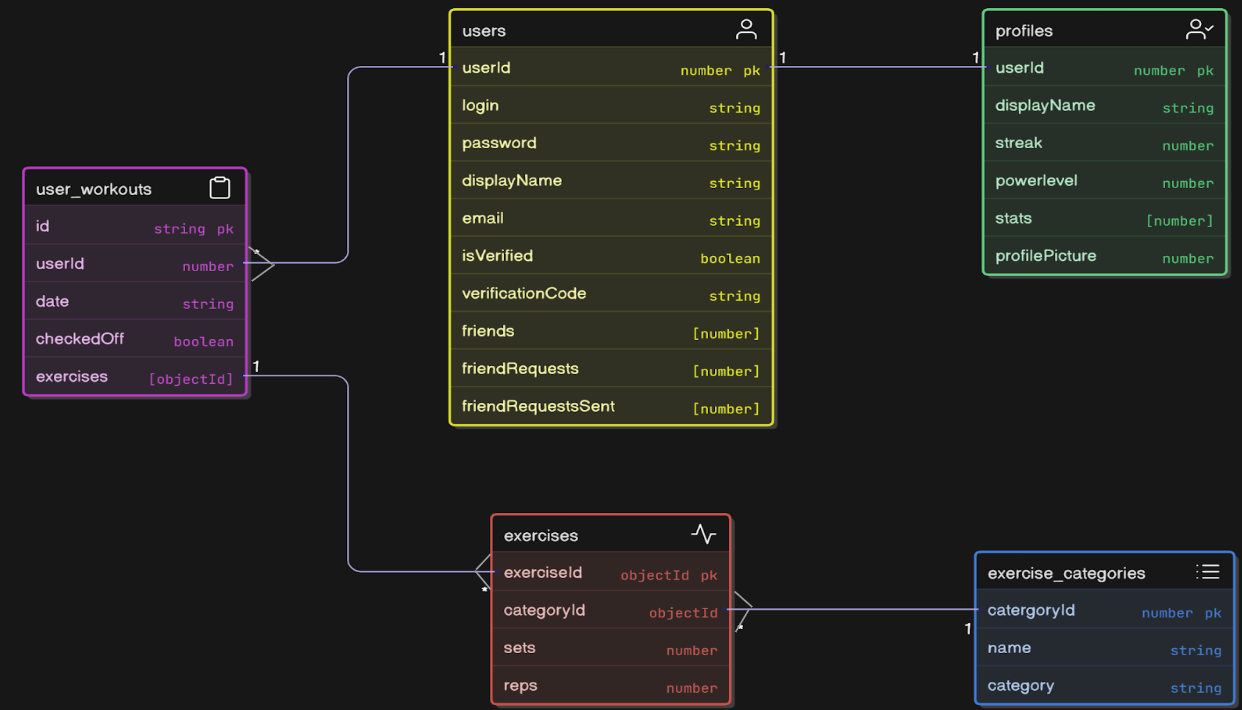 users
1
userId number pk
1
login string
password string
displayName string
email string
isVerified boolean
verificationCode string
friends [number]
friendRequests [number]
friendRequestsSent [number]
profiles
1
userId number pk
displayName string
streak number
powerlevel number
stats [number]
profilePicture number
user_workouts
id string pk
*
userId number
date string
checkedOff boolean
1
exercises [objectId]
exercises
exerciseId objectId pk
*
categoryId objectId
*
sets number
reps number
exercise_categories
catergoryId number pk
1
name string
category string